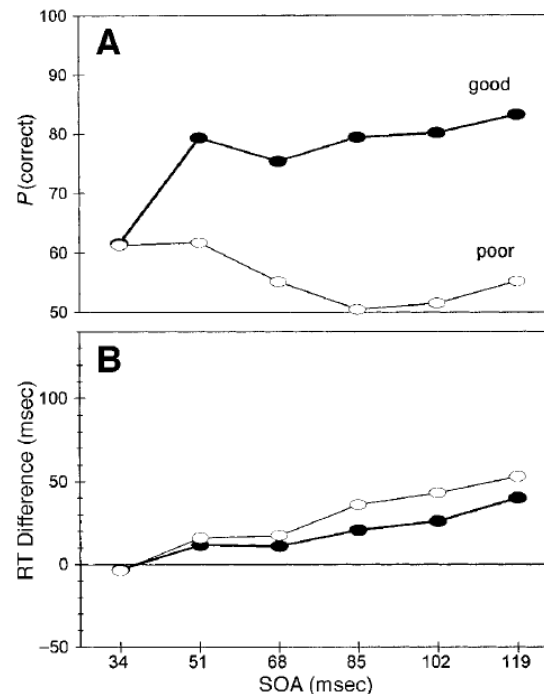 100
A
90
good
80
P(correct)
70
60
poor
50
B
100
RT Difference (msec)
50
0
−50
34 51 68 85 102 119
SOA (msec)